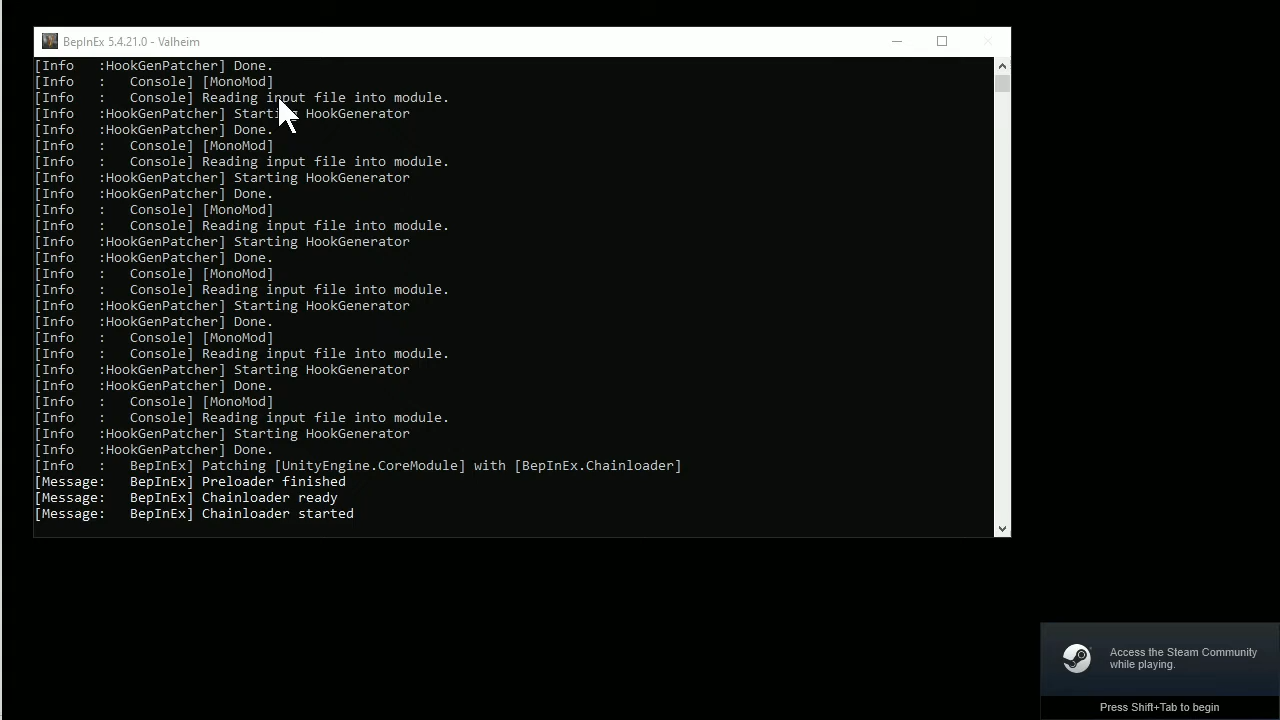 BepInEx 5.4.21.0 - Valheim
[Info   :HookGenPatcher] Done.
[Info   :   Console] [MonoMod]
[Info   :   Console] Reading input file into module.
[Info   :HookGenPatcher] Starting HookGenerator
[Info   :HookGenPatcher] Done.
[Info   :   Console] [MonoMod]
[Info   :   Console] Reading input file into module.
[Info   :HookGenPatcher] Starting HookGenerator
[Info   :HookGenPatcher] Done.
[Info   :   Console] [MonoMod]
[Info   :   Console] Reading input file into module.
[Info   :HookGenPatcher] Starting HookGenerator
[Info   :HookGenPatcher] Done.
[Info   :   Console] [MonoMod]
[Info   :   Console] Reading input file into module.
[Info   :HookGenPatcher] Starting HookGenerator
[Info   :HookGenPatcher] Done.
[Info   :   Console] [MonoMod]
[Info   :   Console] Reading input file into module.
[Info   :HookGenPatcher] Starting HookGenerator
[Info   :HookGenPatcher] Done.
[Info   :   Console] [MonoMod]
[Info   :   Console] Reading input file into module.
[Info   :HookGenPatcher] Starting HookGenerator
[Info   :HookGenPatcher] Done.
[Info   :   BepInEx] Patching [UnityEngine.CoreModule] with [BepInEx.Chainloader]
[Message:   BepInEx] Preloader finished
[Message:   BepInEx] Chainloader ready
[Message:   BepInEx] Chainloader started
Access the Steam Community
while playing.
Press Shift+Tab to begin